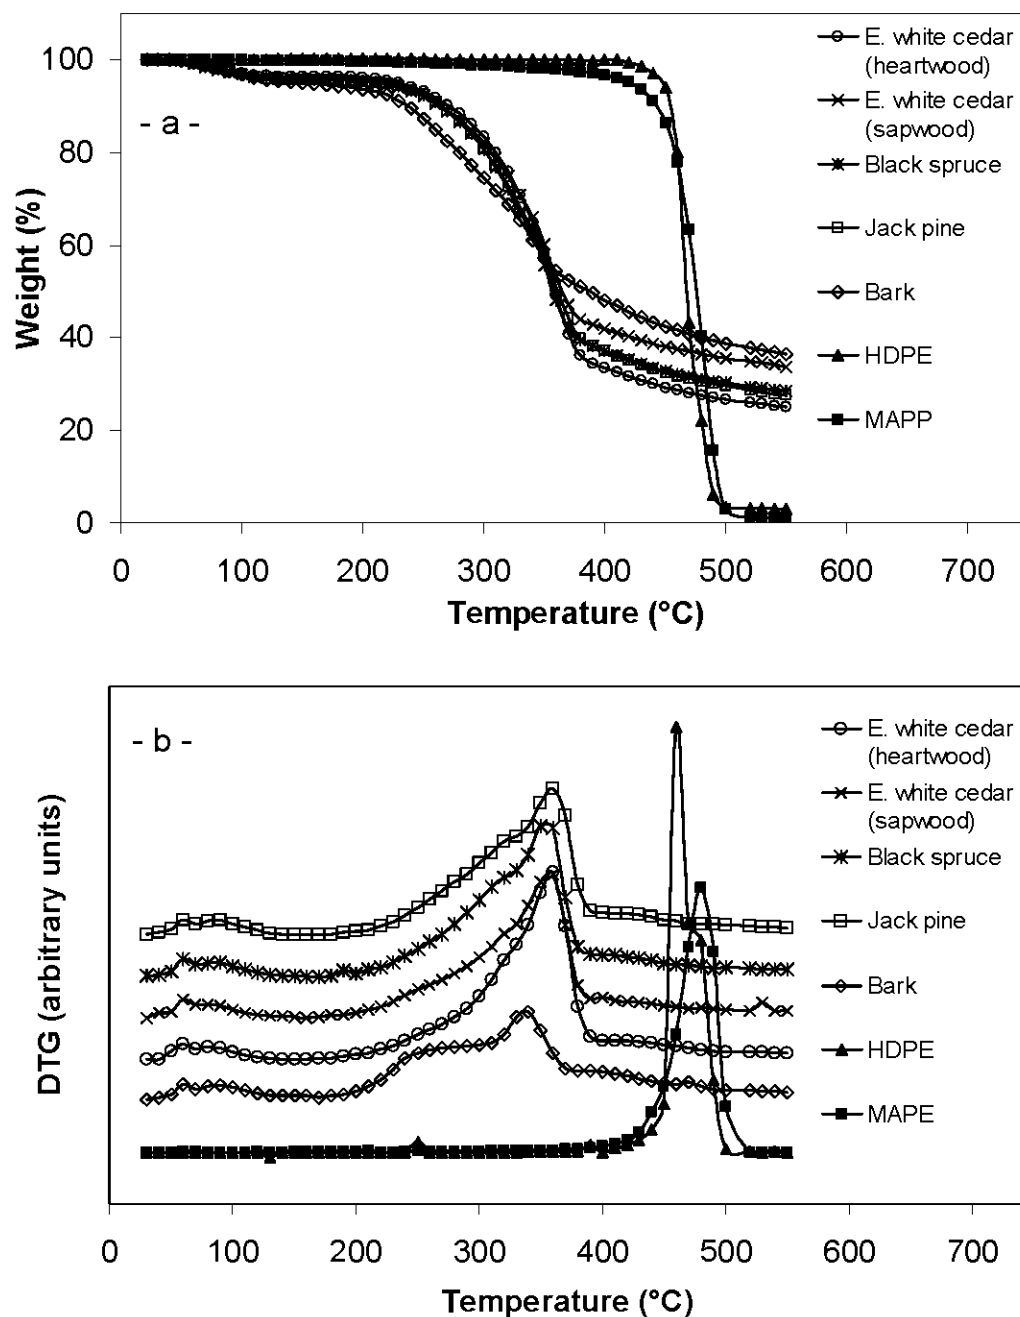 - a -
Weight (%)
100
80
60
40
20
0
0 100 200 300 400 500 600 700
Temperature (°C)
E. white cedar
(heartwood)
E. white cedar
(sapwood)
Black spruce
Jack pine
Bark
HDPE
MAPP
- b -
DTG (arbitrary units)
0 100 200 300 400 500 600 700
Temperature (°C)
E. white cedar
(heartwood)
E. white cedar
(sapwood)
Black spruce
Jack pine
Bark
HDPE
MAPE